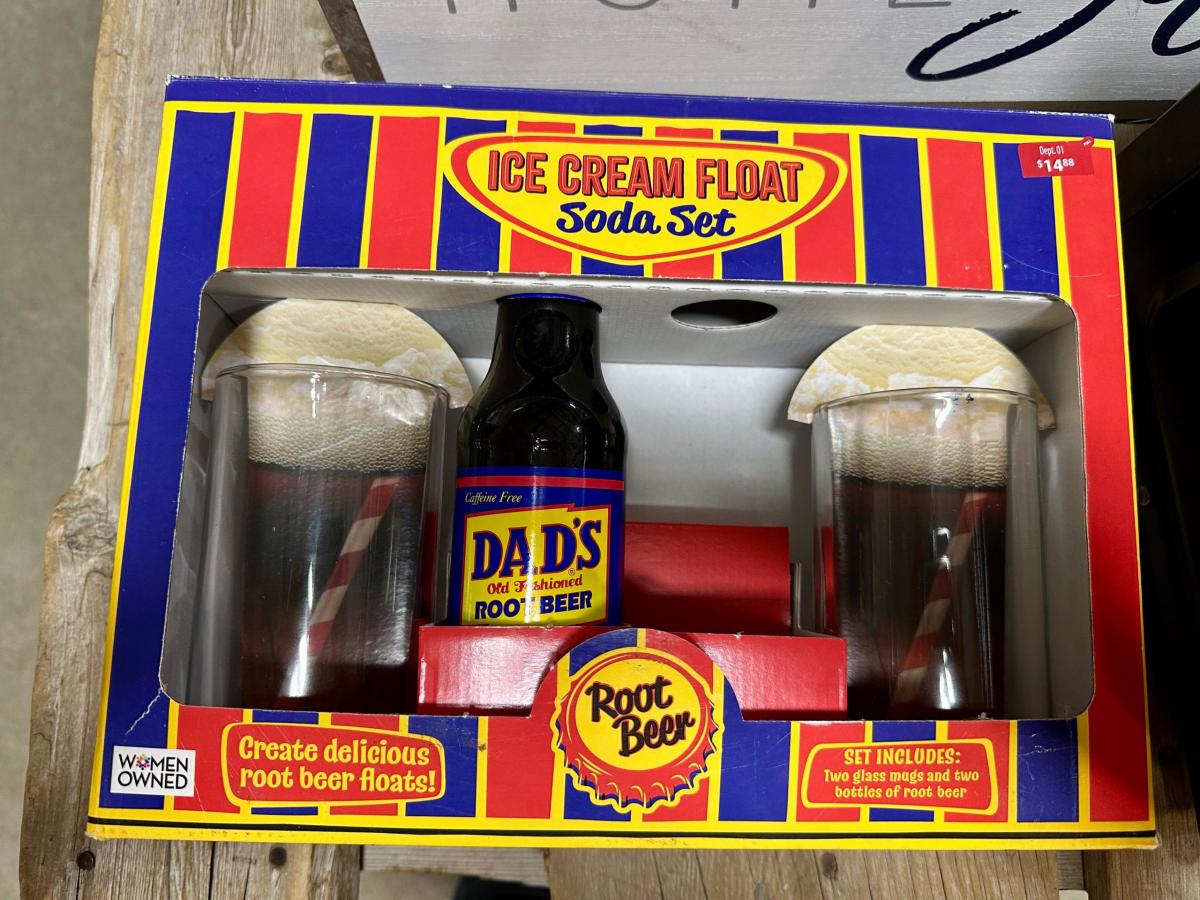 Dept. 01
$14.88
ICE CREAM FLOAT
Soda Set
Caffeine Free
DAD'S
Old Fashioned
ROOT BEER
Root
Beer
WOMEN
OWNED
Create delicious
root beer floats!
SET INCLUDES:
Two glass mugs and two
bottles of root beer